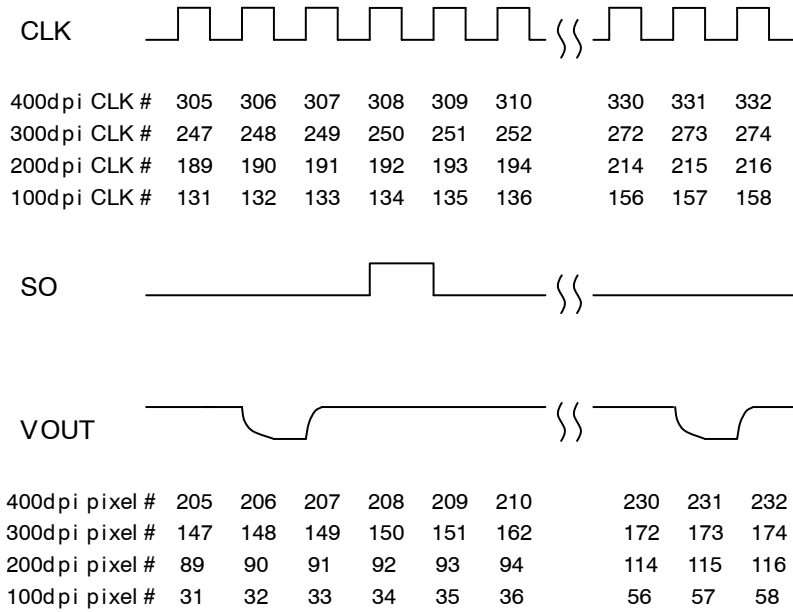 CLK
400dpi CLK # 305 306 307 308 309 310 330 331 332
300dpi CLK # 247 248 249 250 251 252 272 273 274
200dpi CLK # 189 190 191 192 193 194 214 215 216
100dpi CLK # 131 132 133 134 135 136 156 157 158
SO
VOUT
400dpi pixel # 205 206 207 208 209 210 230 231 232
300dpi pixel # 147 148 149 150 151 162 172 173 174
200dpi pixel # 89 90 91 92 93 94 114 115 116
100dpi pixel # 31 32 33 34 35 36 56 57 58